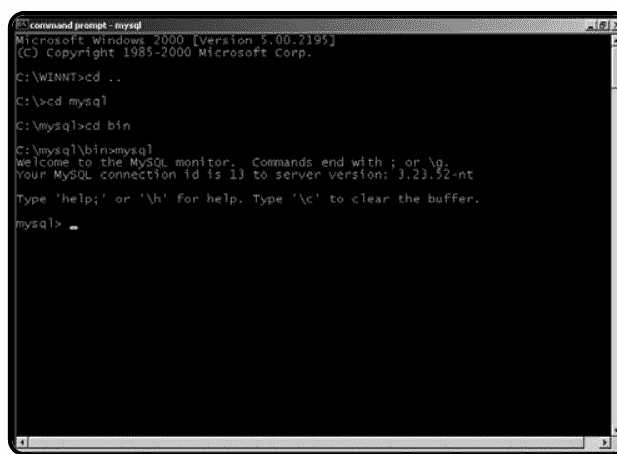 command prompt - mysql
Microsoft Windows 2000 [Version 5.00.2195]
(C) Copyright 1985-2000 Microsoft Corp.
C:\WINNT>cd ..
C:\>cd mysql
C:\mysql>cd bin
C:\mysql\bin>mysql
Welcome to the MySQL monitor.  Commands end with ; or \g.
Your MySQL connection id is 13 to server version: 3.23.52-nt
Type 'help;' or '\h' for help. Type '\c' to clear the buffer.
mysql>